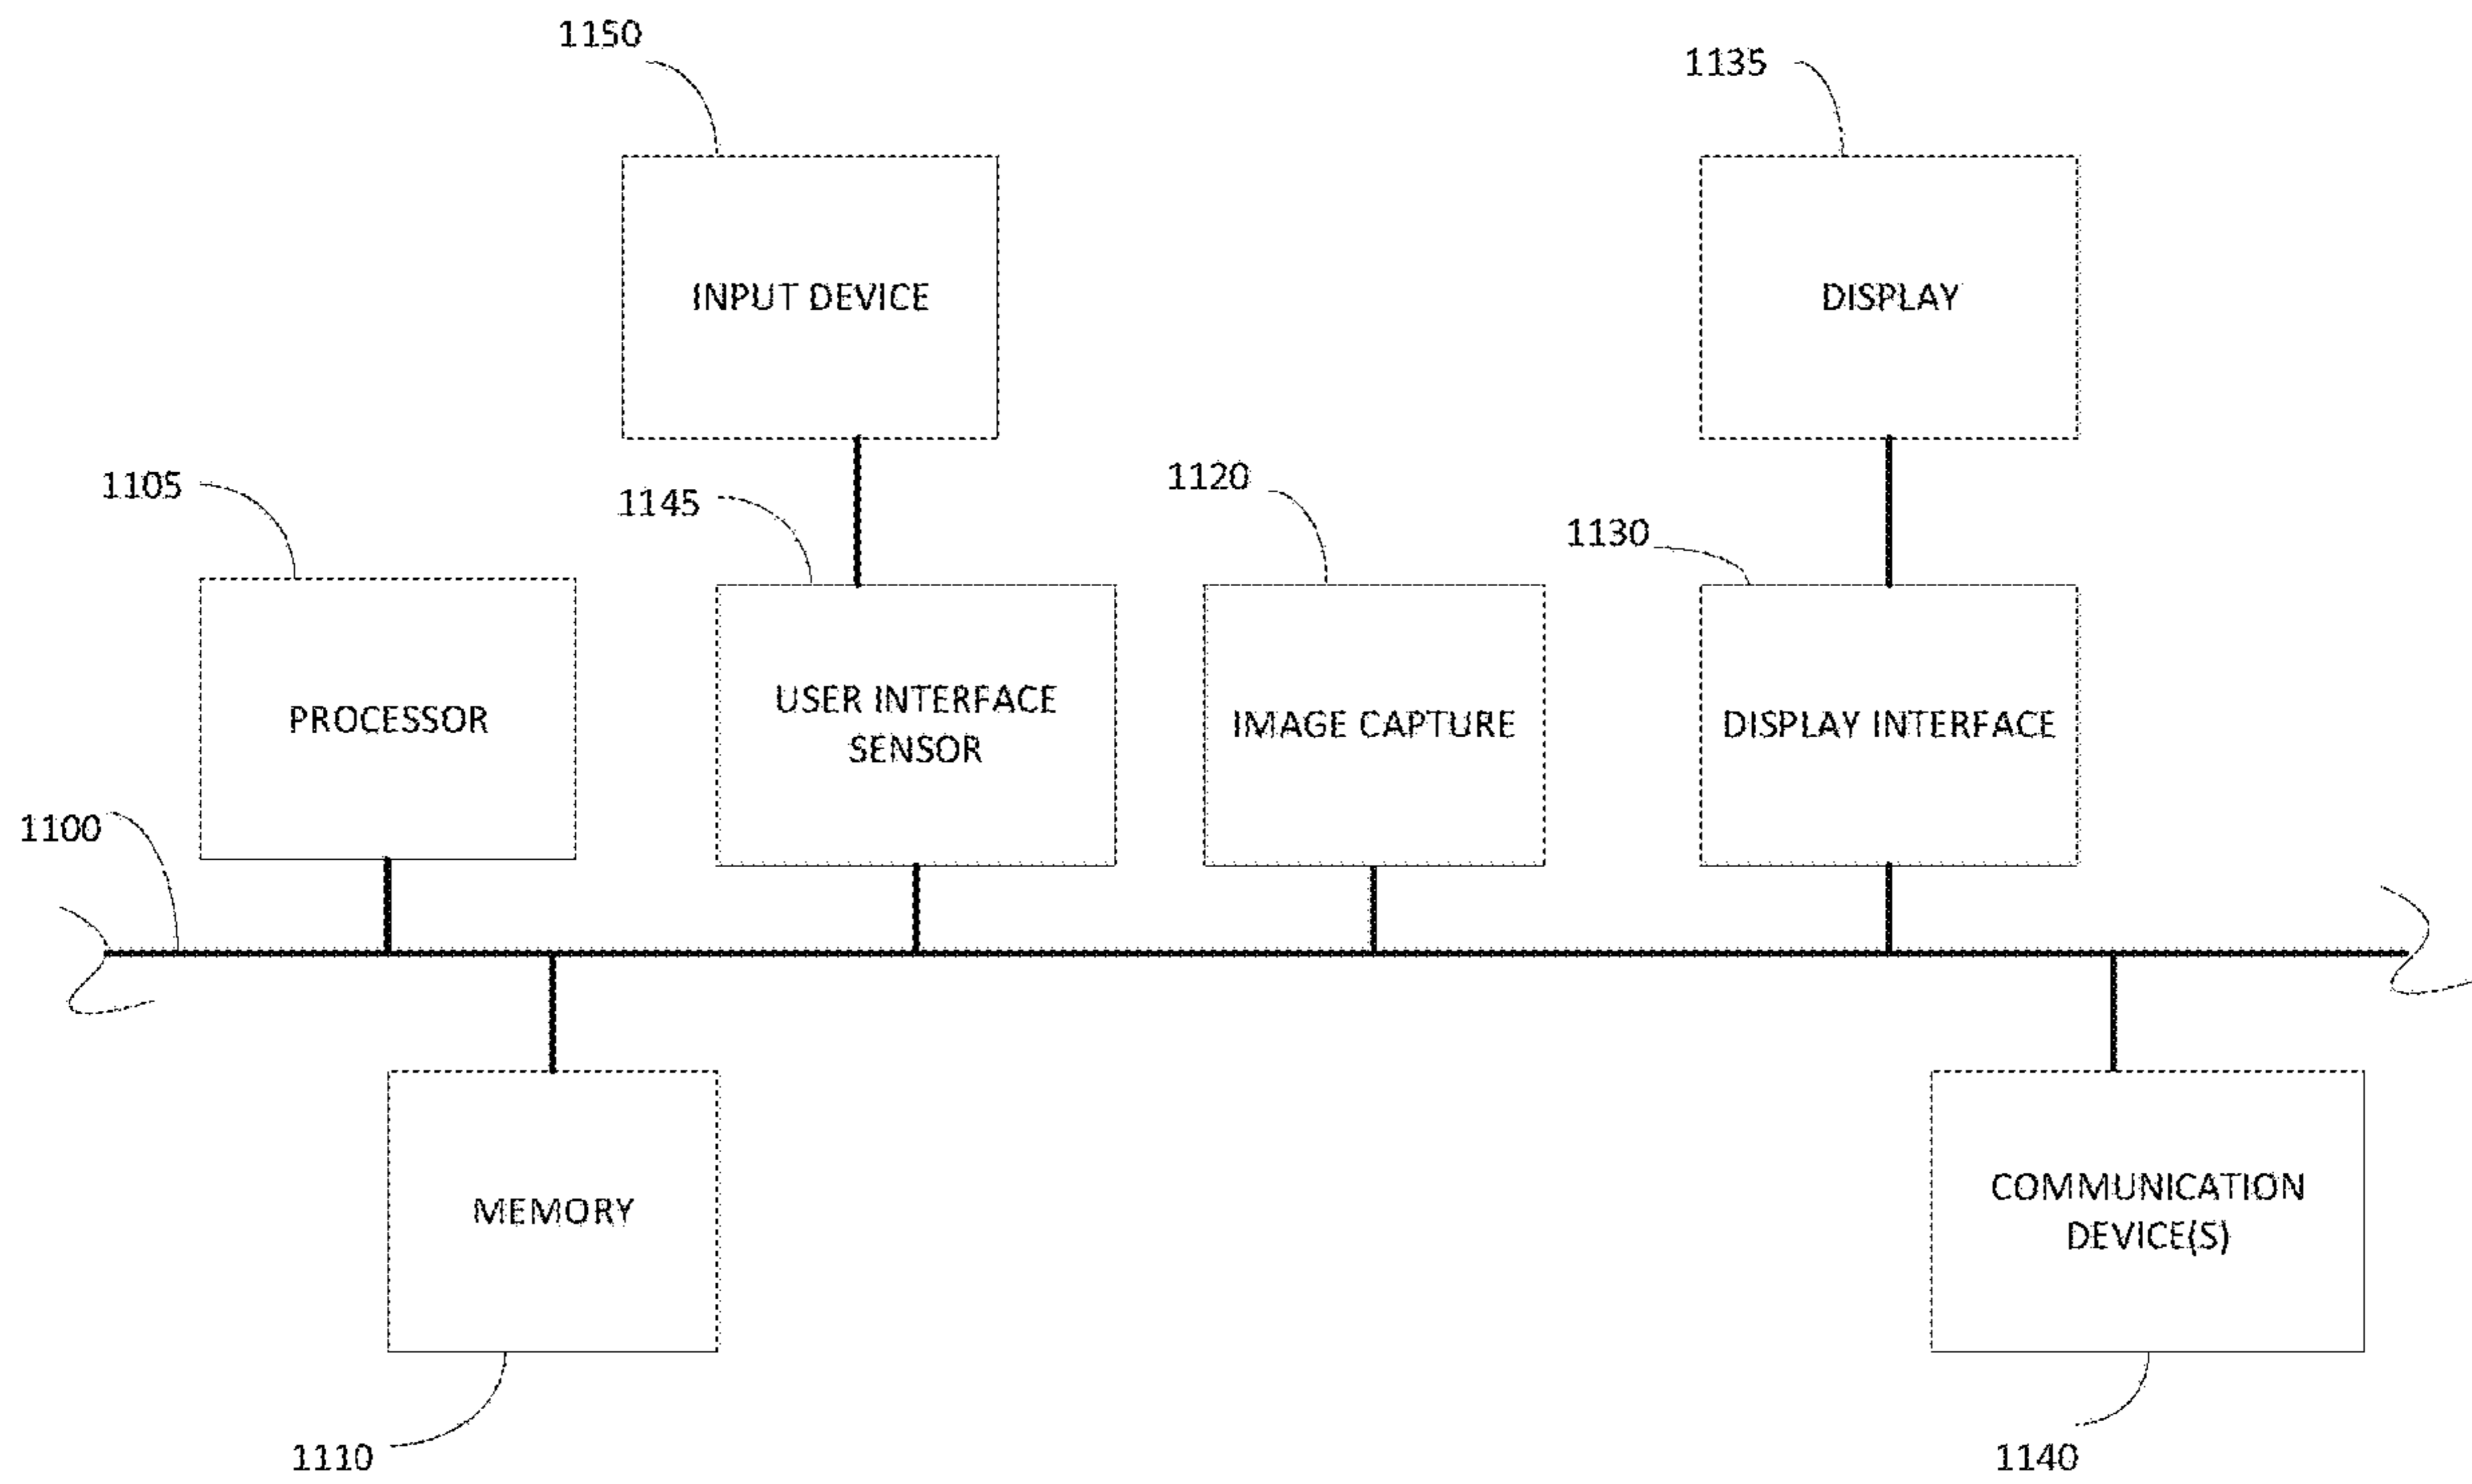 1150
1135
INPUT DEVICE
DISPLAY
1105
1145
1120
1130
PROCESSOR
USER INTERFACE
SENSOR
IMAGE CAPTURE
DISPLAY INTERFACE
1100
MEMORY
COMMUNICATION
DEVICE(S)
1110
1140